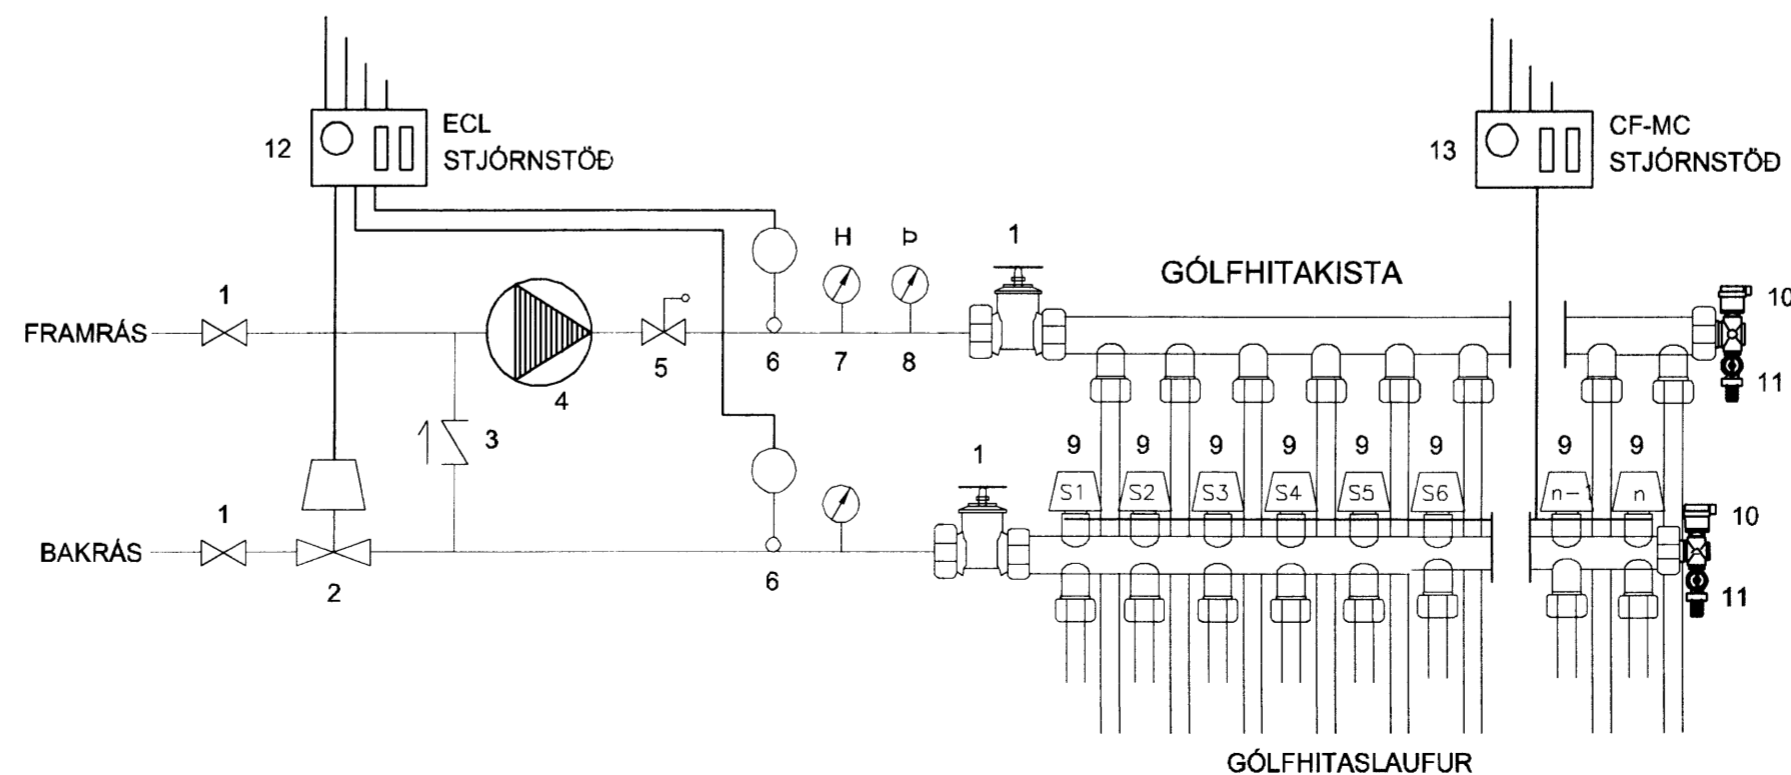 12
ECL
STJÓRNSTÖÐ
13
CF-MC
STJÓRNSTÖÐ
H
Þ
1
GÓLFHITAKISTA
10
FRAMRÁS
1
4
5
6
7
8
11
3
1
9 9 9 9 9 9 9 9
S1 S2 S3 S4 S5 S6 n-1 n
10
BAKRÁS
1
2
6
11
GÓLFHITASLAUFUR